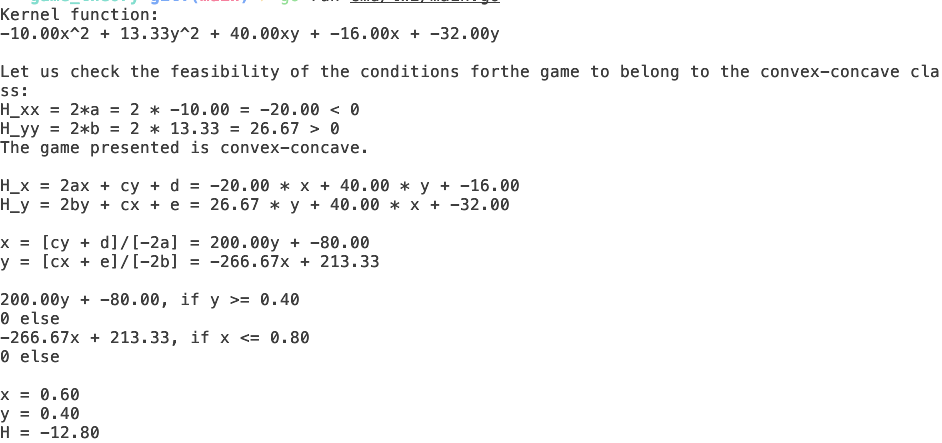 Kernel function:
-10.00x^2 + 13.33y^2 + 40.00xy + -16.00x + -32.00y
Let us check the feasibility of the conditions forthe game to belong to the convex-concave cla
ss:
H_xx = 2*a = 2 * -10.00 = -20.00 < 0
H_yy = 2*b = 2 * 13.33 = 26.67 > 0
The game presented is convex-concave.
H_x = 2ax + cy + d = -20.00 * x + 40.00 * y + -16.00
H_y = 2by + cx + e = 26.67 * y + 40.00 * x + -32.00
x = [cy + d]/[-2a] = 200.00y + -80.00
y = [cx + e]/[-2b] = -266.67x + 213.33
200.00y + -80.00, if y >= 0.40
0 else
-266.67x + 213.33, if x <= 0.80
0 else
x = 0.60
y = 0.40
H = -12.80